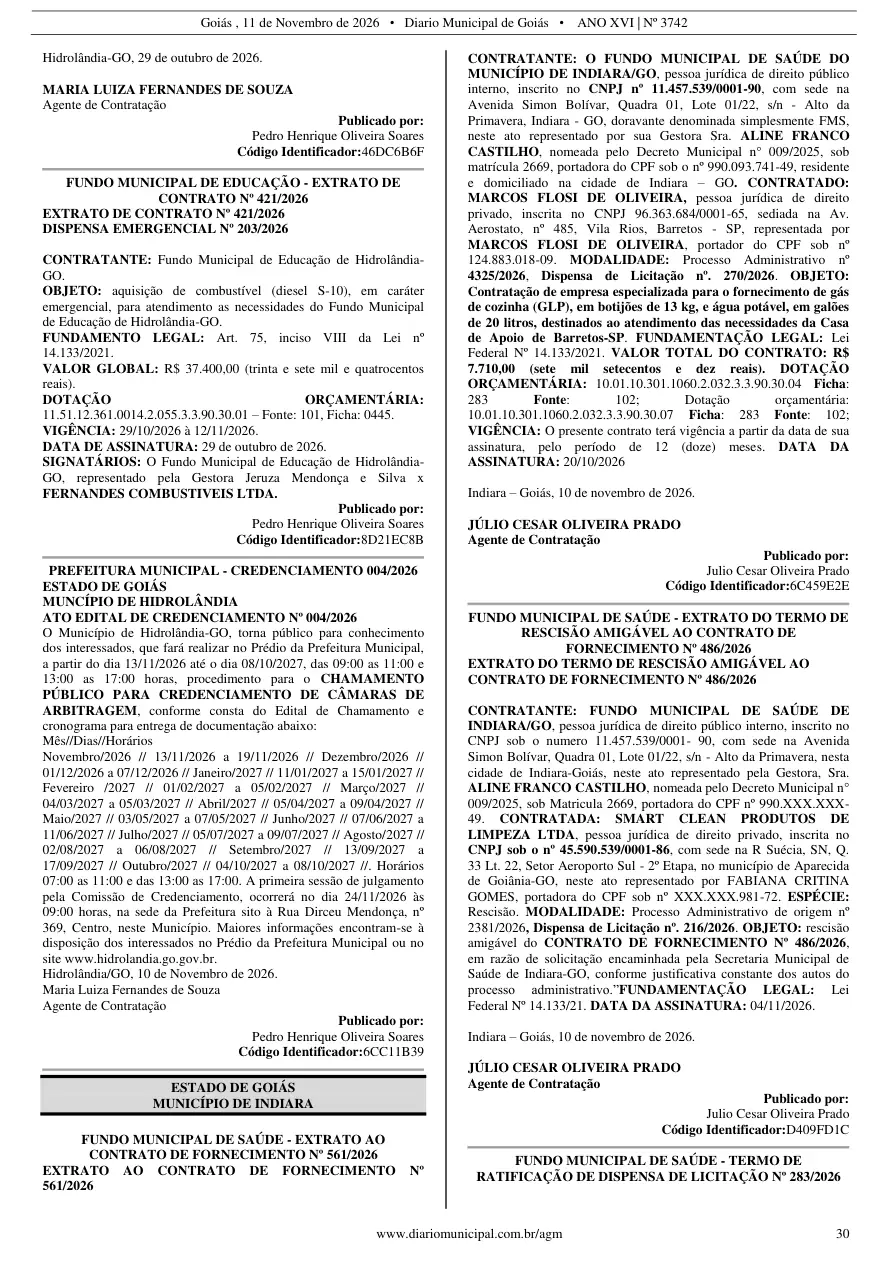 Goiás , 11 de Novembro de 2026 • Diario Municipal de Goiás • ANO XVI | Nº 3742
Hidrolândia-GO, 29 de outubro de 2026.
MARIA LUIZA FERNANDES DE SOUZA
Agente de Contratação
Publicado por:
Pedro Henrique Oliveira Soares
Código Identificador:46DC6B6F
FUNDO MUNICIPAL DE EDUCAÇÃO - EXTRATO DE
CONTRATO Nº 421/2026
EXTRATO DE CONTRATO Nº 421/2026
DISPENSA EMERGENCIAL Nº 203/2026
CONTRATANTE: Fundo Municipal de Educação de Hidrolândia-
GO.
OBJETO: aquisição de combustível (diesel S-10), em caráter
emergencial, para atendimento as necessidades do Fundo Municipal
de Educação de Hidrolândia-GO.
FUNDAMENTO LEGAL: Art. 75, inciso VIII da Lei nº
14.133/2021.
VALOR GLOBAL: R$ 37.400,00 (trinta e sete mil e quatrocentos
reais).
DOTAÇÃO ORÇAMENTÁRIA:
11.51.12.361.0014.2.055.3.3.90.30.01 – Fonte: 101, Ficha: 0445.
VIGÊNCIA: 29/10/2026 à 12/11/2026.
DATA DE ASSINATURA: 29 de outubro de 2026.
SIGNATÁRIOS: O Fundo Municipal de Educação de Hidrolândia-
GO, representado pela Gestora Jeruza Mendonça e Silva x
FERNANDES COMBUSTIVEIS LTDA.
Publicado por:
Pedro Henrique Oliveira Soares
Código Identificador:8D21EC8B
PREFEITURA MUNICIPAL - CREDENCIAMENTO 004/2026
ESTADO DE GOIÁS
MUNCÍPIO DE HIDROLÂNDIA
ATO EDITAL DE CREDENCIAMENTO Nº 004/2026
O Município de Hidrolândia-GO, torna público para conhecimento
dos interessados, que fará realizar no Prédio da Prefeitura Municipal,
a partir do dia 13/11/2026 até o dia 08/10/2027, das 09:00 as 11:00 e
13:00 as 17:00 horas, procedimento para o CHAMAMENTO
PÚBLICO PARA CREDENCIAMENTO DE CÂMARAS DE
ARBITRAGEM, conforme consta do Edital de Chamamento e
cronograma para entrega de documentação abaixo:
Mês//Dias//Horários
Novembro/2026 // 13/11/2026 a 19/11/2026 // Dezembro/2026 //
01/12/2026 a 07/12/2026 // Janeiro/2027 // 11/01/2027 a 15/01/2027 //
Fevereiro /2027 // 01/02/2027 a 05/02/2027 // Março/2027 //
04/03/2027 a 05/03/2027 // Abril/2027 // 05/04/2027 a 09/04/2027 //
Maio/2027 // 03/05/2027 a 07/05/2027 // Junho/2027 // 07/06/2027 a
11/06/2027 // Julho/2027 // 05/07/2027 a 09/07/2027 // Agosto/2027 //
02/08/2027 a 06/08/2027 // Setembro/2027 // 13/09/2027 a
17/09/2027 // Outubro/2027 // 04/10/2027 a 08/10/2027 //. Horários
07:00 as 11:00 e das 13:00 as 17:00. A primeira sessão de julgamento
pela Comissão de Credenciamento, ocorrerá no dia 24/11/2026 às
09:00 horas, na sede da Prefeitura sito à Rua Dirceu Mendonça, nº
369, Centro, neste Município. Maiores informações encontram-se à
disposição dos interessados no Prédio da Prefeitura Municipal ou no
site www.hidrolandia.go.gov.br.
Hidrolândia/GO, 10 de Novembro de 2026.
Maria Luiza Fernandes de Souza
Agente de Contratação
Publicado por:
Pedro Henrique Oliveira Soares
Código Identificador:6CC11B39
ESTADO DE GOIÁS
MUNICÍPIO DE INDIARA
FUNDO MUNICIPAL DE SAÚDE - EXTRATO AO
CONTRATO DE FORNECIMENTO Nº 561/2026
EXTRATO AO CONTRATO DE FORNECIMENTO Nº
561/2026
CONTRATANTE: O FUNDO MUNICIPAL DE SAÚDE DO
MUNICÍPIO DE INDIARA/GO, pessoa jurídica de direito público
interno, inscrito no CNPJ nº 11.457.539/0001-90, com sede na
Avenida Simon Bolívar, Quadra 01, Lote 01/22, s/n - Alto da
Primavera, Indiara - GO, doravante denominada simplesmente FMS,
neste ato representado por sua Gestora Sra. ALINE FRANCO
CASTILHO, nomeada pelo Decreto Municipal n° 009/2025, sob
matrícula 2669, portadora do CPF sob o nº 990.093.741-49, residente
e domiciliado na cidade de Indiara – GO. CONTRATADO:
MARCOS FLOSI DE OLIVEIRA, pessoa jurídica de direito
privado, inscrita no CNPJ 96.363.684/0001-65, sediada na Av.
Aerostato, nº 485, Vila Rios, Barretos - SP, representada por
MARCOS FLOSI DE OLIVEIRA, portador do CPF sob nº
124.883.018-09. MODALIDADE: Processo Administrativo nº
4325/2026, Dispensa de Licitação nº. 270/2026. OBJETO:
Contratação de empresa especializada para o fornecimento de gás
de cozinha (GLP), em botijões de 13 kg, e água potável, em galões
de 20 litros, destinados ao atendimento das necessidades da Casa
de Apoio de Barretos-SP. FUNDAMENTAÇÃO LEGAL: Lei
Federal Nº 14.133/2021. VALOR TOTAL DO CONTRATO: R$
7.710,00 (sete mil setecentos e dez reais). DOTAÇÃO
ORÇAMENTÁRIA: 10.01.10.301.1060.2.032.3.3.90.30.04 Ficha:
283 Fonte: 102; Dotação orçamentária:
10.01.10.301.1060.2.032.3.3.90.30.07 Ficha: 283 Fonte: 102;
VIGÊNCIA: O presente contrato terá vigência a partir da data de sua
assinatura, pelo período de 12 (doze) meses. DATA DA
ASSINATURA: 20/10/2026
Indiara – Goiás, 10 de novembro de 2026.
JÚLIO CESAR OLIVEIRA PRADO
Agente de Contratação
Publicado por:
Julio Cesar Oliveira Prado
Código Identificador:6C459E2E
FUNDO MUNICIPAL DE SAÚDE - EXTRATO DO TERMO DE
RESCISÃO AMIGÁVEL AO CONTRATO DE
FORNECIMENTO Nº 486/2026
EXTRATO DO TERMO DE RESCISÃO AMIGÁVEL AO
CONTRATO DE FORNECIMENTO Nº 486/2026
CONTRATANTE: FUNDO MUNICIPAL DE SAÚDE DE
INDIARA/GO, pessoa jurídica de direito público interno, inscrito no
CNPJ sob o numero 11.457.539/0001- 90, com sede na Avenida
Simon Bolívar, Quadra 01, Lote 01/22, s/n - Alto da Primavera, nesta
cidade de Indiara-Goiás, neste ato representado pela Gestora, Sra.
ALINE FRANCO CASTILHO, nomeada pelo Decreto Municipal n°
009/2025, sob Matricula 2669, portadora do CPF nº 990.XXX.XXX-
49. CONTRATADA: SMART CLEAN PRODUTOS DE
LIMPEZA LTDA, pessoa jurídica de direito privado, inscrita no
CNPJ sob o nº 45.590.539/0001-86, com sede na R Suécia, SN, Q.
33 Lt. 22, Setor Aeroporto Sul - 2º Etapa, no município de Aparecida
de Goiânia-GO, neste ato representado por FABIANA CRITINA
GOMES, portadora do CPF sob nº XXX.XXX.981-72. ESPÉCIE:
Rescisão. MODALIDADE: Processo Administrativo de origem nº
2381/2026, Dispensa de Licitação nº. 216/2026. OBJETO: rescisão
amigável do CONTRATO DE FORNECIMENTO Nº 486/2026,
em razão de solicitação encaminhada pela Secretaria Municipal de
Saúde de Indiara-GO, conforme justificativa constante dos autos do
processo administrativo.”FUNDAMENTAÇÃO LEGAL: Lei
Federal Nº 14.133/21. DATA DA ASSINATURA: 04/11/2026.
Indiara – Goiás, 10 de novembro de 2026.
JÚLIO CESAR OLIVEIRA PRADO
Agente de Contratação
Publicado por:
Julio Cesar Oliveira Prado
Código Identificador:D409FD1C
FUNDO MUNICIPAL DE SAÚDE - TERMO DE
RATIFICAÇÃO DE DISPENSA DE LICITAÇÃO Nº 283/2026
www.diariomunicipal.com.br/agm 30